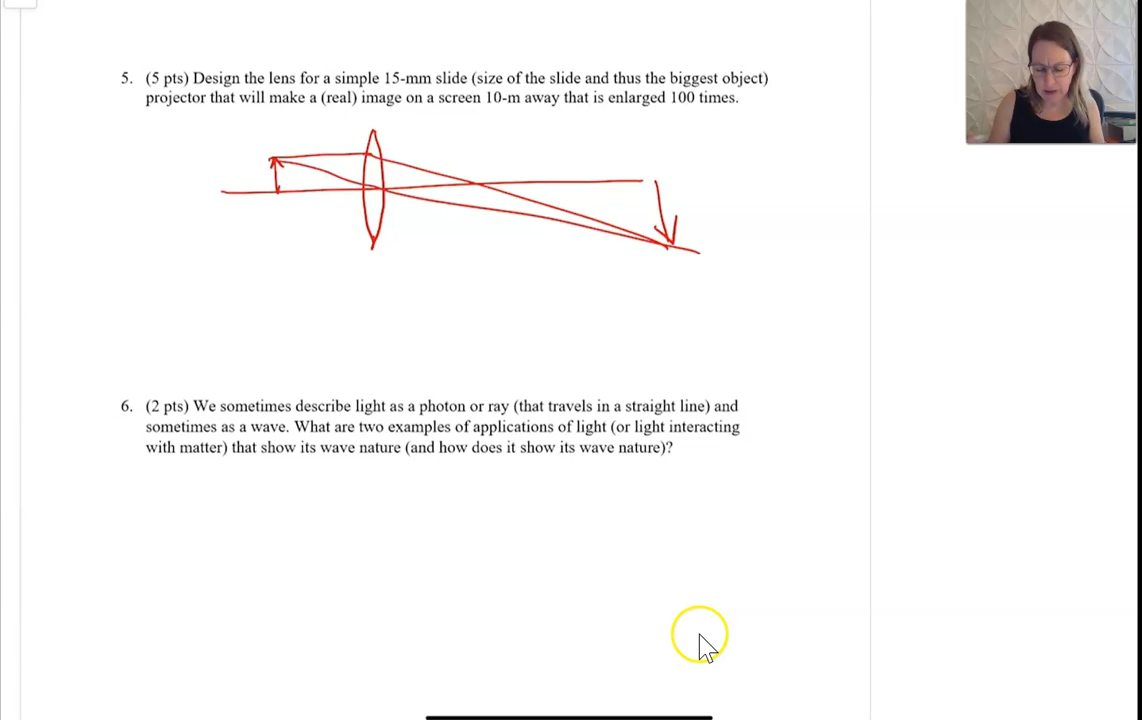 5. (5 pts) Design the lens for a simple 15-mm slide (size of the slide and thus the biggest object)
projector that will make a (real) image on a screen 10-m away that is enlarged 100 times.
6. (2 pts) We sometimes describe light as a photon or ray (that travels in a straight line) and
sometimes as a wave. What are two examples of applications of light (or light interacting
with matter) that show its wave nature (and how does it show its wave nature)?